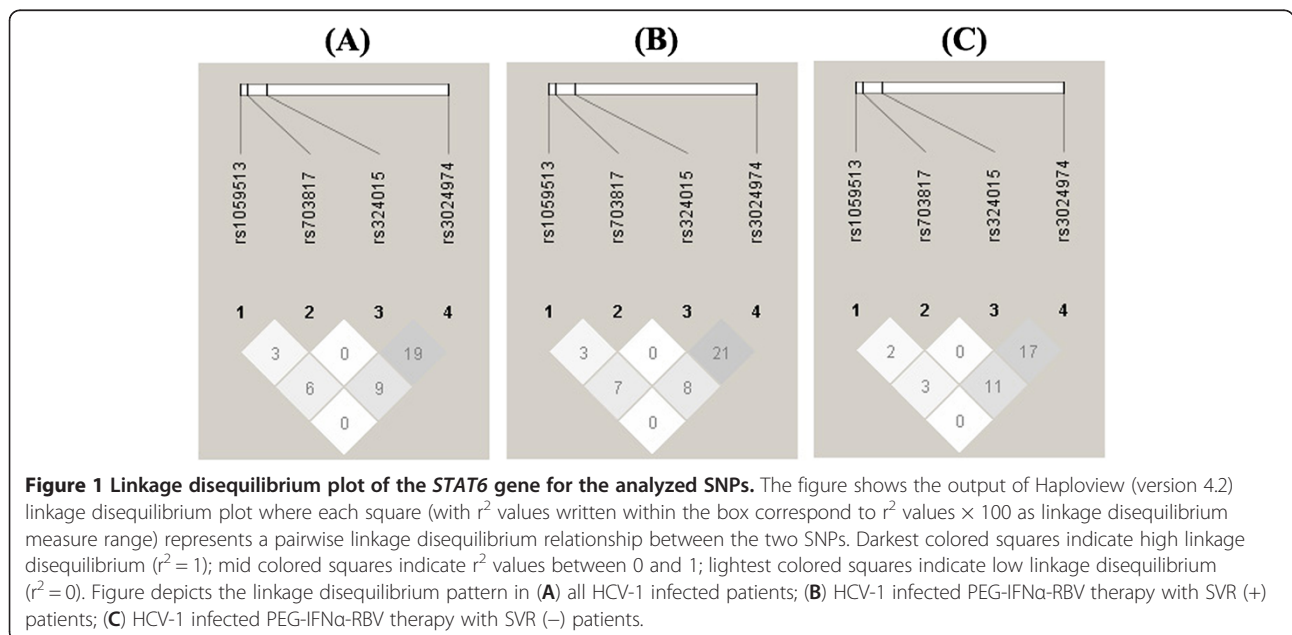 (A) (B) (C)
rs1059513 rs703817 rs324015 rs3024974 rs1059513 rs703817 rs324015 rs3024974 rs1059513 rs703817 rs324015 rs3024974
1 2 3 4 1 2 3 4 1 2 3 4
3 0 19 3 0 21 2 0 17
6 9 7 8 3 11
0 0 0
Figure 1 Linkage disequilibrium plot of the STAT6 gene for the analyzed SNPs. The figure shows the output of Haploview (version 4.2)
linkage disequilibrium plot where each square (with r² values written within the box correspond to r² values × 100 as linkage disequilibrium
measure range) represents a pairwise linkage disequilibrium relationship between the two SNPs. Darkest colored squares indicate high linkage
disequilibrium (r² = 1); mid colored squares indicate r² values between 0 and 1; lightest colored squares indicate low linkage disequilibrium
(r² = 0). Figure depicts the linkage disequilibrium pattern in (A) all HCV-1 infected patients; (B) HCV-1 infected PEG-IFNα-RBV therapy with SVR (+)
patients; (C) HCV-1 infected PEG-IFNα-RBV therapy with SVR (−) patients.